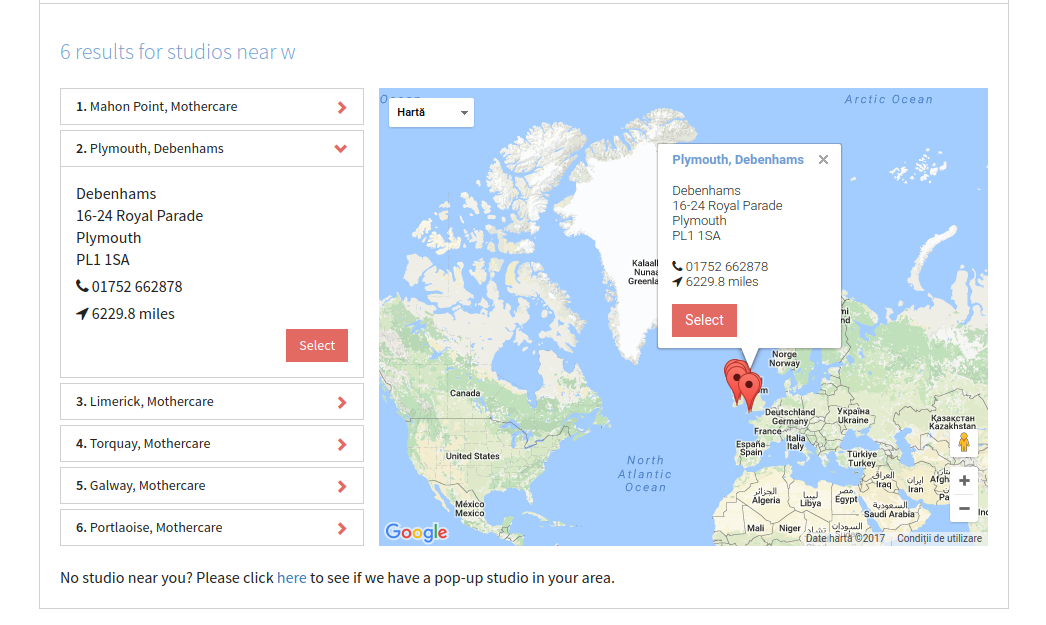 6 results for studios near w
1. Mahon Point, Mothercare
2. Plymouth, Debenhams
Debenhams
16-24 Royal Parade
Plymouth
PL1 1SA
01752 662878
6229.8 miles
Select
3. Limerick, Mothercare
4. Torquay, Mothercare
5. Galway, Mothercare
6. Portlaoise, Mothercare
Hartă
Arctic Ocean
Plymouth, Debenhams
Debenhams
16-24 Royal Parade
Plymouth
PL1 1SA
01752 662878
6229.8 miles
Select
Norge
Norway
Canada
United States
México
Mexico
North
Atlantic
Ocean
Deutschland
Germany
France
Italia
Italy
España
Spain
Україна
Ukraine
Қазақстан
Kazakhstan
Türkiye
Turkey
العراق
Iraq
ایران
Iran
الجزائر
Algeria
ليبيا
Libya
مصر
Egypt
السعودية
Saudi Arabia
Mali
Niger
السودان
Google
Date hartă ©2017
Condiții de utilizare
No studio near you? Please click here to see if we have a pop-up studio in your area.